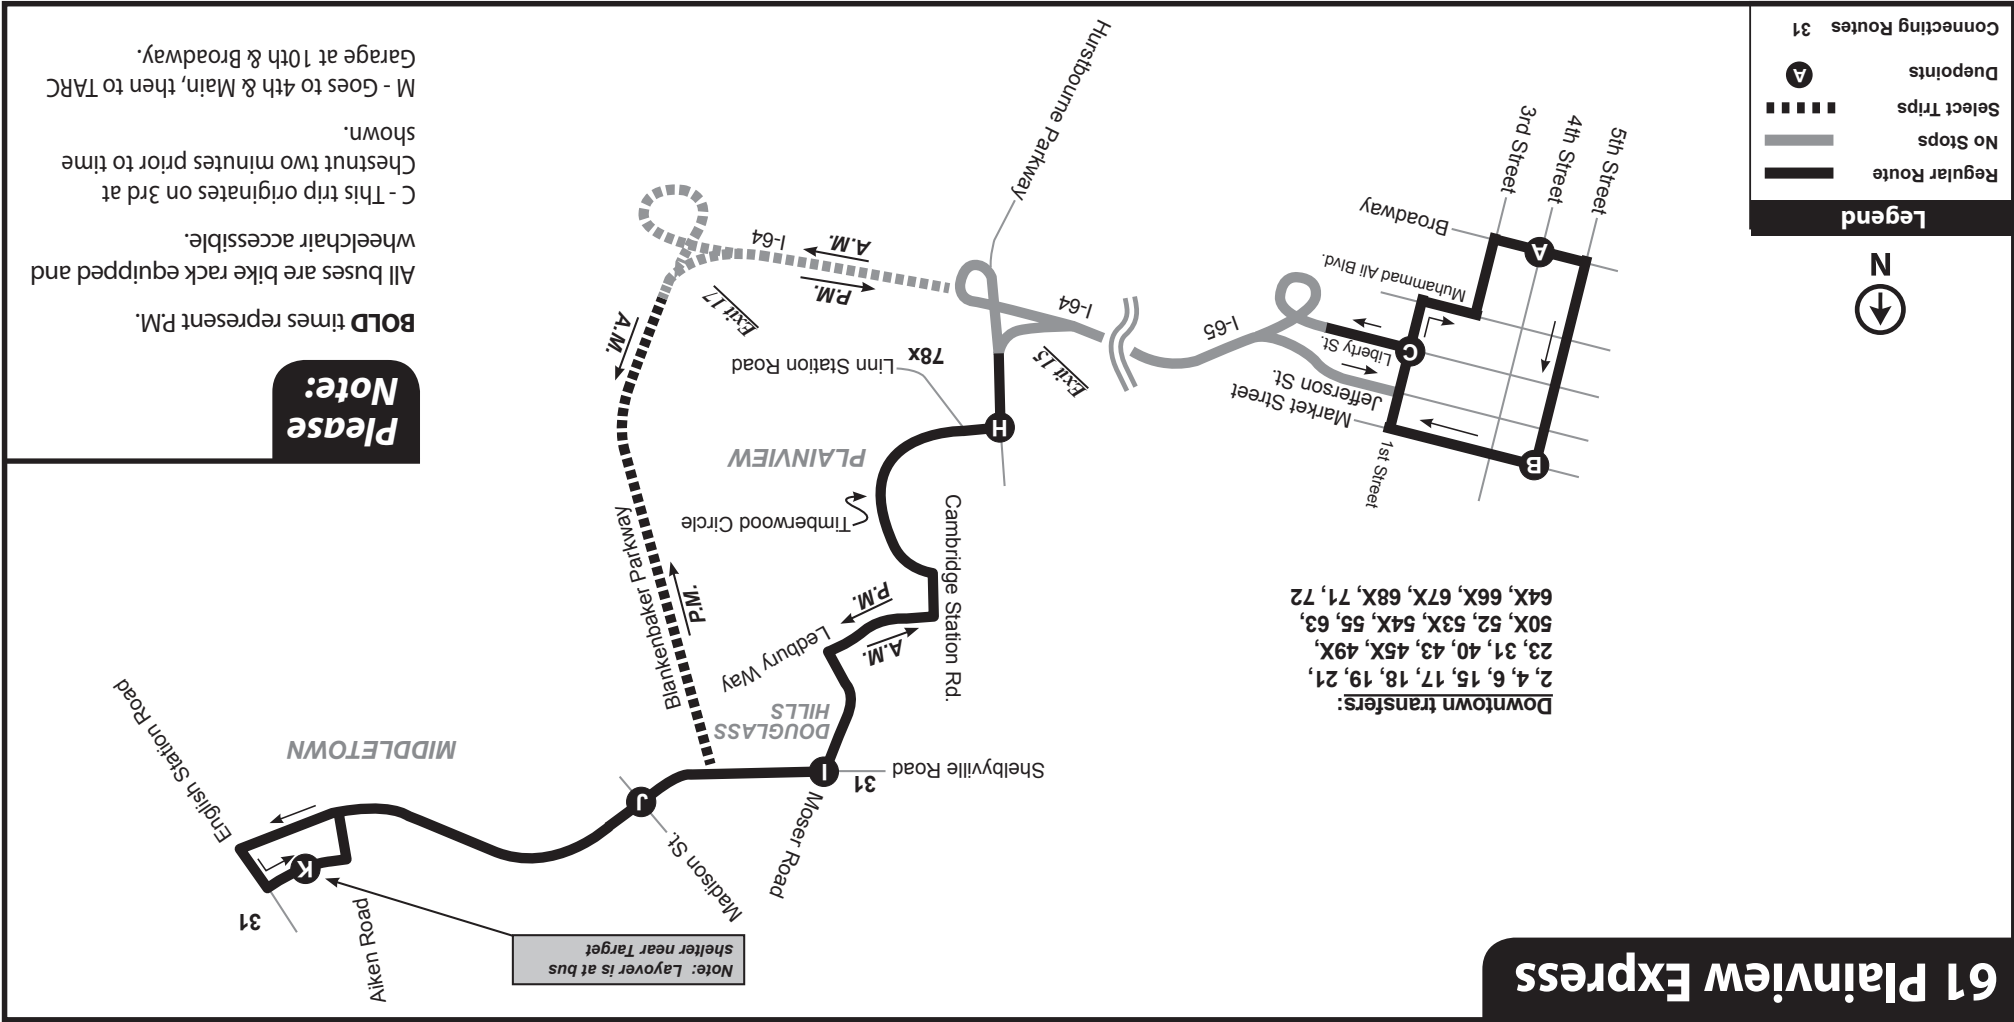 61 Plainview Express
Note: Layover is at bus
shelter near Target
Aiken Road
31
K
English Station Road
MIDDLETOWN
Madison St.
J
Moser Road
31
I
Shelbyville Road
DOUGLASS
HILLS
Ledbury Way
A.M.
P.M.
Cambridge Station Rd.
Blankenbaker Parkway
P.M.
A.M.
Timberwood Circle
PLAINVIEW
H
Linn Station Road
78x
Exit 15
Exit 17
I-64
P.M.
A.M.
I-64
Hurstbourne Parkway
I-65
Downtown transfers:
2, 4, 6, 15, 17, 18, 19, 21,
23, 31, 40, 43, 45X, 49X,
50X, 52, 53X, 54X, 55, 63,
64X, 66X, 67X, 68X, 71, 72
1st Street
B
Market Street
Jefferson St.
Liberty St.
C
Muhammad Ali Blvd.
Broadway
A
3rd Street
4th Street
5th Street
N
Legend
Regular Route
No Stops
Select Trips
Duepoints A
Connecting Routes 31
Please
Note:
BOLD times represent P.M.
All buses are bike rack equipped and
wheelchair accessible.
C - This trip originates on 3rd at
Chestnut two minutes prior to time
shown.
M - Goes to 4th & Main, then to TARC
Garage at 10th & Broadway.